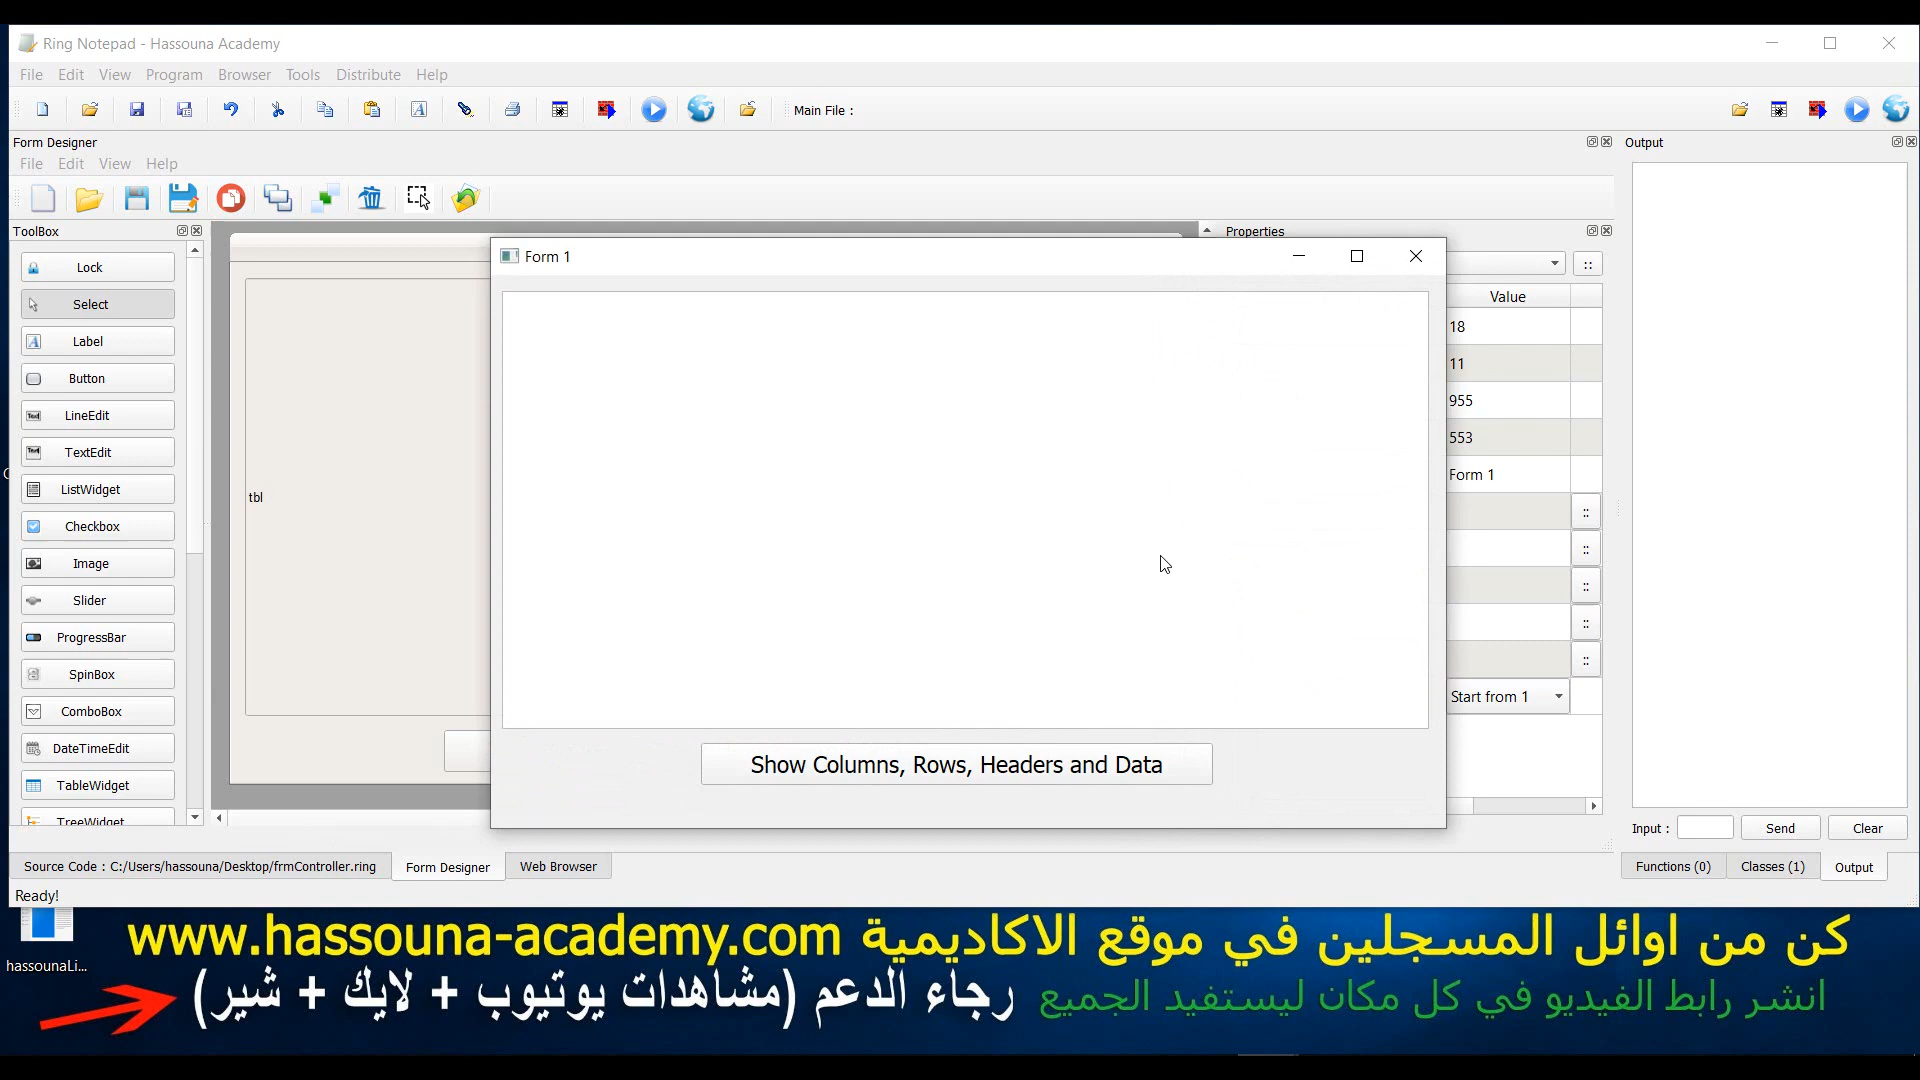 Ring Notepad - Hassouna Academy
File Edit View Program Browser Tools Distribute Help
Main File :
Form Designer
Output
File Edit View Help
ToolBox
Properties
Lock
Select
Label
Button
LineEdit
TextEdit
ListWidget
Checkbox
Image
Slider
ProgressBar
SpinBox
ComboBox
DateTimeEdit
TableWidget
TreeWidget
tbl
Form 1
Show Columns, Rows, Headers and Data
Value
18
11
955
553
Form 1
Start from 1
Input :
Send
Clear
Source Code : C:/Users/hassouna/Desktop/frmController.ring
Form Designer
Web Browser
Functions (0)
Classes (1)
Output
Ready!
hassounaLi...
كن من اوائل المسجلين في موقع الاكاديمية www.hassouna-academy.com
انشر رابط الفيديو في كل مكان ليستفيد الجميع رجاء الدعم (مشاهدات يوتيوب + لايك + شير)